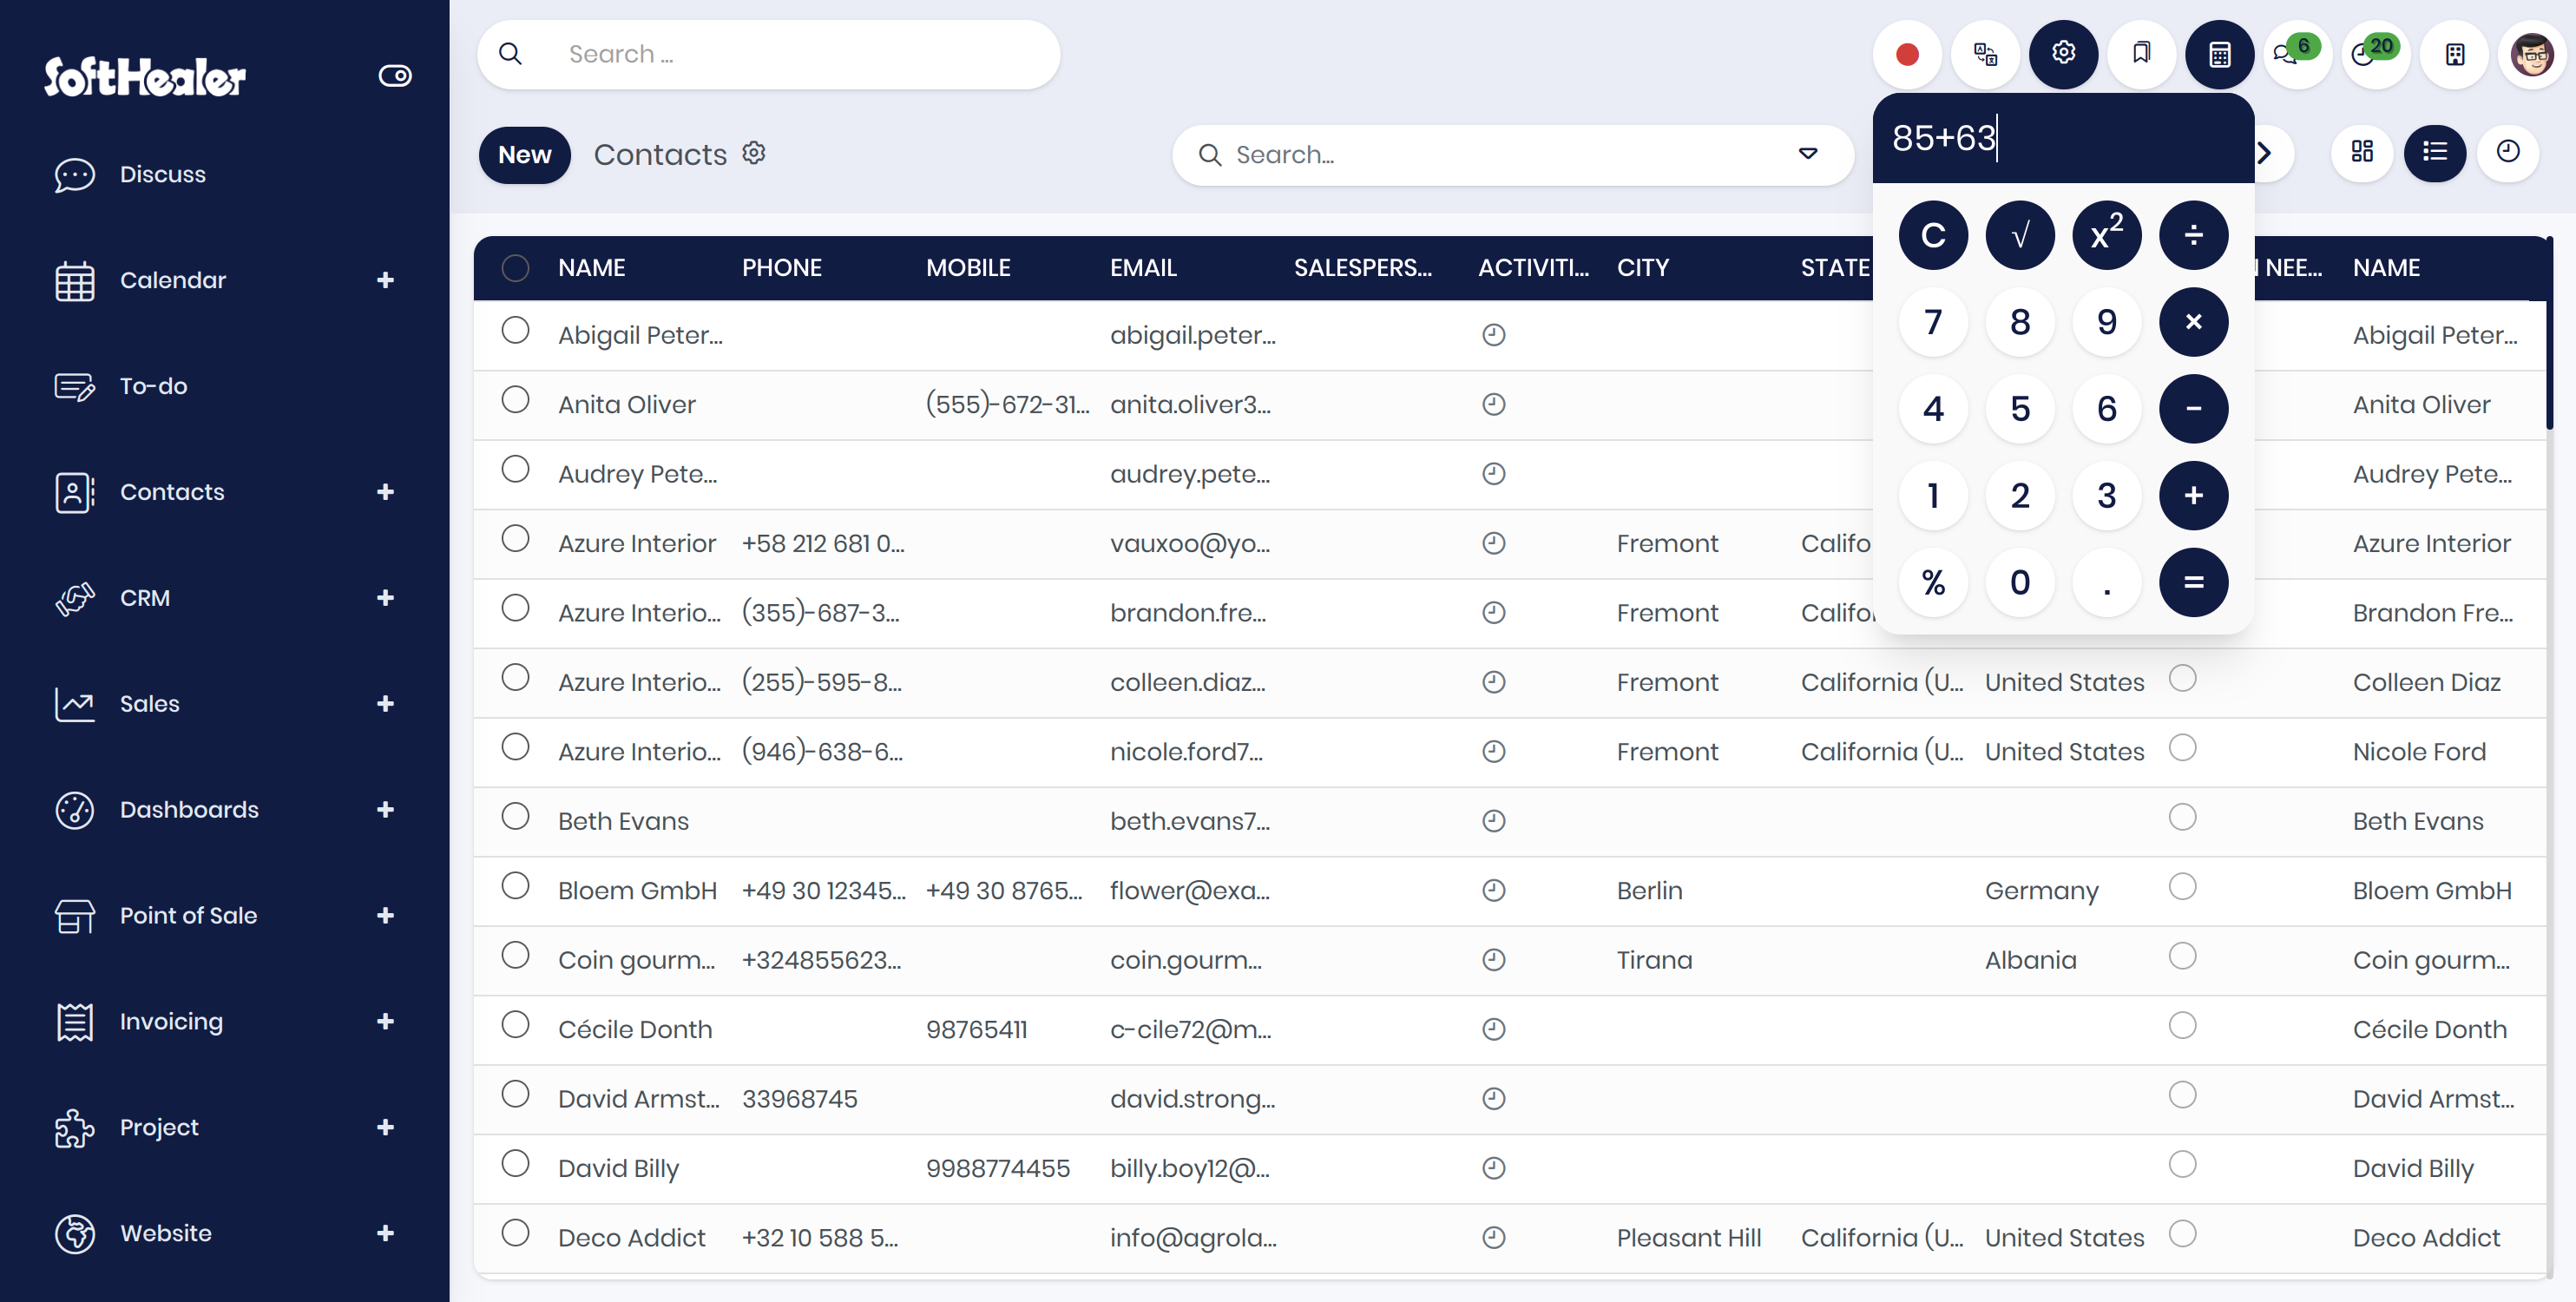 SoftHealer
Search ...
6
20
Discuss
Calendar
To-do
Contacts
CRM
Sales
Dashboards
Point of Sale
Invoicing
Project
Website
New
Contacts
Search...
85+63
C √ x² ÷
7 8 9 ×
4 5 6 −
1 2 3 +
% 0 . =
NAME PHONE MOBILE EMAIL SALESPERS... ACTIVITI... CITY STATE NEE... NAME
Abigail Peter... abigail.peter... Abigail Peter...
Anita Oliver (555)-672-31... anita.oliver3... Anita Oliver
Audrey Pete... audrey.pete... Audrey Pete...
Azure Interior +58 212 681 0... vauxoo@yo... Fremont Califo Azure Interior
Azure Interio... (355)-687-3... brandon.fre... Fremont Califo Brandon Fre...
Azure Interio... (255)-595-8... colleen.diaz... Fremont California (U... United States Colleen Diaz
Azure Interio... (946)-638-6... nicole.ford7... Fremont California (U... United States Nicole Ford
Beth Evans beth.evans7... Beth Evans
Bloem GmbH +49 30 12345... +49 30 8765... flower@exa... Berlin Germany Bloem GmbH
Coin gourm... +324855623... coin.gourm... Tirana Albania Coin gourm...
Cécile Donth 98765411 c-cile72@m... Cécile Donth
David Armst... 33968745 david.strong... David Armst...
David Billy 9988774455 billy.boy12@... David Billy
Deco Addict +32 10 588 5... info@agrola... Pleasant Hill California (U... United States Deco Addict